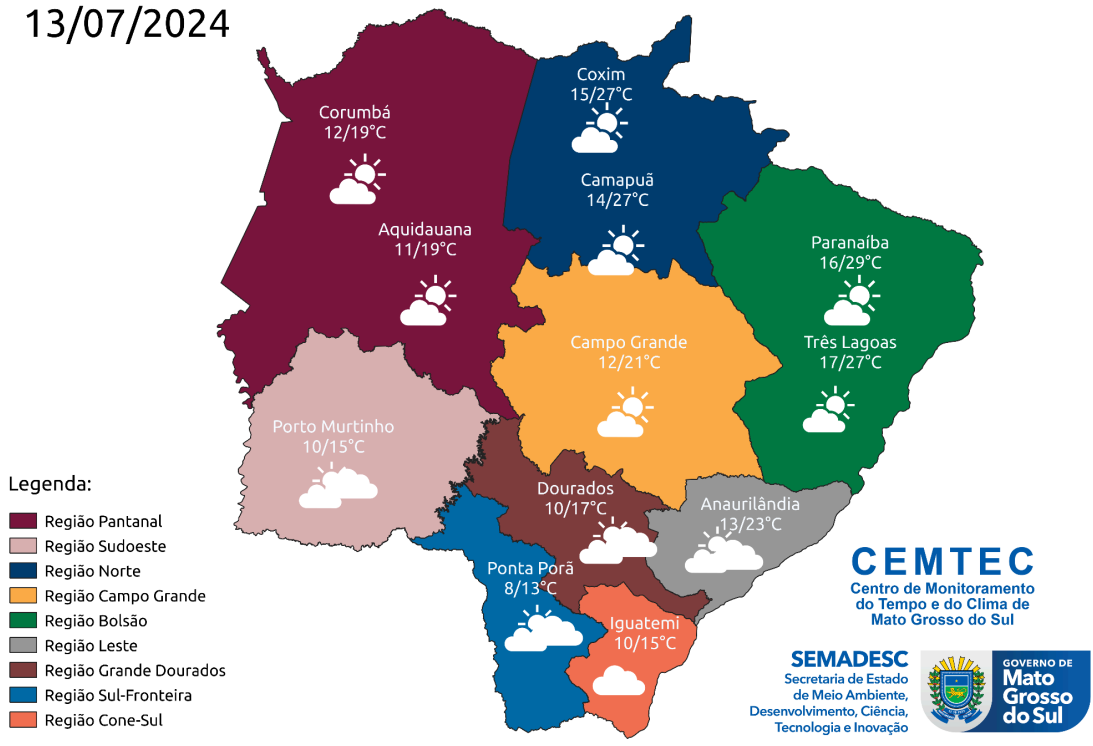 13/07/2024
Coxim
15/27°C
Corumbá
12/19°C
Camapuã
14/27°C
Aquidauana
11/19°C
Paranaíba
16/29°C
Campo Grande
12/21°C
Três Lagoas
17/27°C
Porto Murtinho
10/15°C
Dourados
10/17°C
Anaurilândia
13/23°C
Ponta Porã
8/13°C
Iguatemi
10/15°C
Legenda:
Região Pantanal
Região Sudoeste
Região Norte
Região Campo Grande
Região Bolsão
Região Leste
Região Grande Dourados
Região Sul-Fronteira
Região Cone-Sul
CEMTEC
Centro de Monitoramento
do Tempo e do Clima de
Mato Grosso do Sul
SEMADESC
Secretaria de Estado
de Meio Ambiente,
Desenvolvimento, Ciência,
Tecnologia e Inovação
GOVERNO DE
Mato
Grosso
do Sul